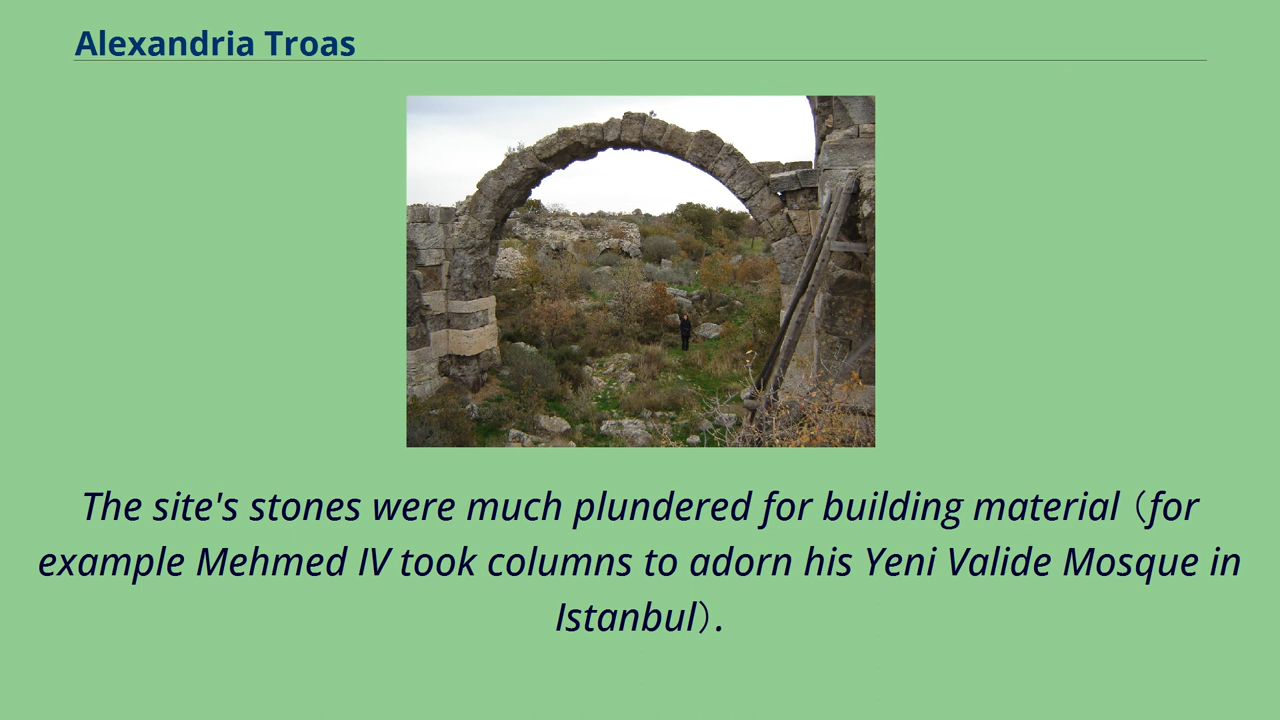 Alexandria Troas
The site's stones were much plundered for building material（for
example Mehmed IV took columns to adorn his Yeni Valide Mosque in
Istanbul）.